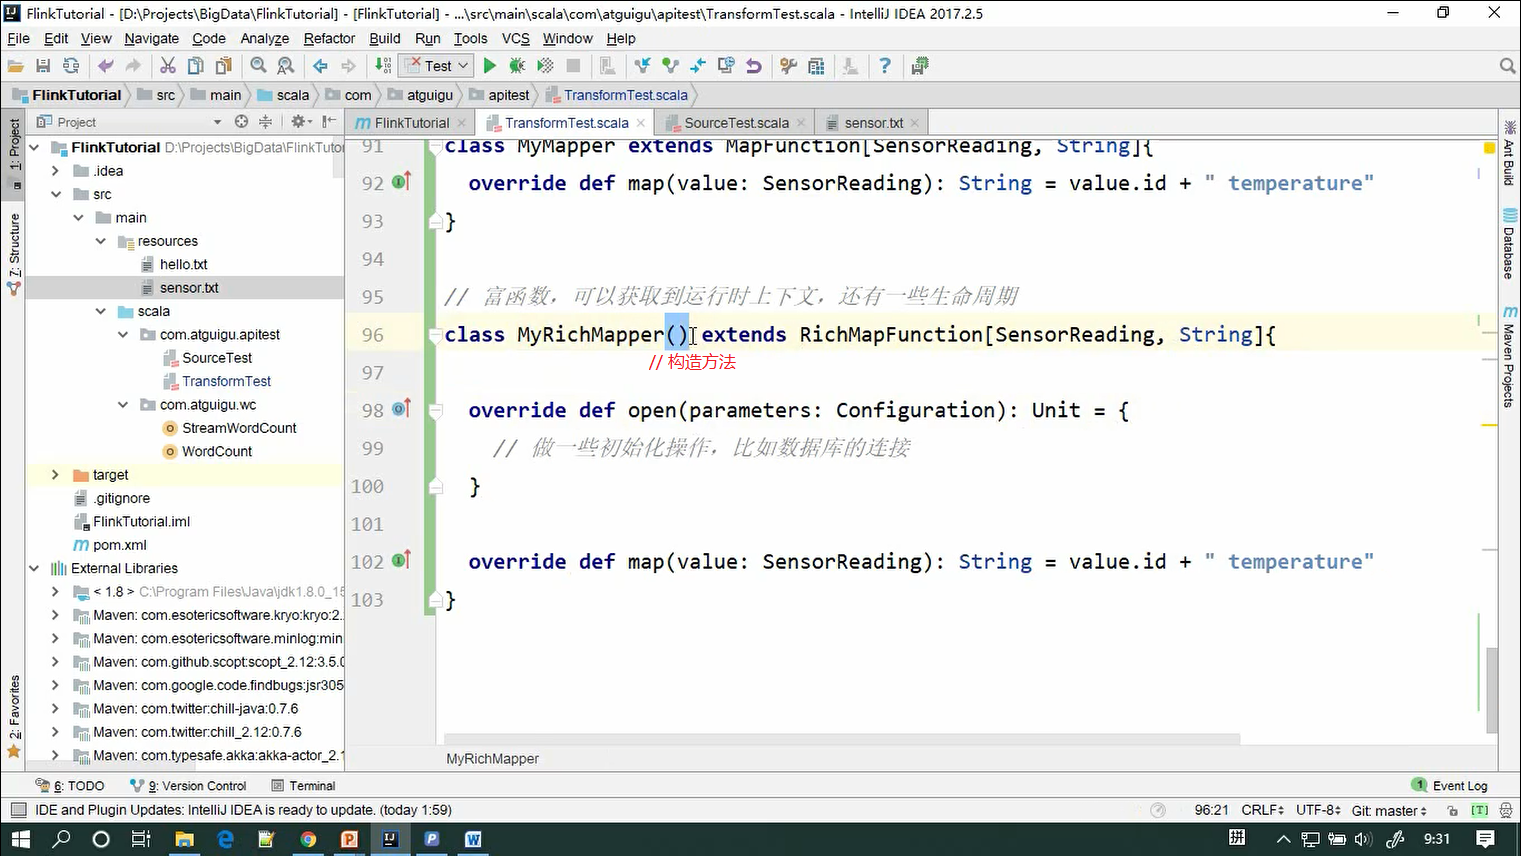 FlinkTutorial - [D:\Projects\BigData\FlinkTutorial] - [FlinkTutorial] - ...\src\main\scala\com\atguigu\apitest\TransformTest.scala - IntelliJ IDEA 2017.2.5
File Edit View Navigate Code Analyze Refactor Build Run Tools VCS Window Help
Test
FlinkTutorial src main scala com atguigu apitest TransformTest.scala
Project
FlinkTutorial TransformTest.scala SourceTest.scala sensor.txt
1: Project
7: Structure
2: Favorites
FlinkTutorial D:\Projects\BigData\FlinkTutor
.idea
src
main
resources
hello.txt
sensor.txt
scala
com.atguigu.apitest
SourceTest
TransformTest
com.atguigu.wc
StreamWordCount
WordCount
target
.gitignore
FlinkTutorial.iml
pom.xml
External Libraries
< 1.8 > C:\Program Files\Java\jdk1.8.0_15
Maven: com.esotericsoftware.kryo:kryo:2.
Maven: com.esotericsoftware.minlog:min
Maven: com.github.scopt:scopt_2.12:3.5.0
Maven: com.google.code.findbugs:jsr305
Maven: com.twitter:chill-java:0.7.6
Maven: com.twitter:chill_2.12:0.7.6
Maven: com.typesafe.akka:akka-actor_2.1
91 class MyMapper extends MapFunction[SensorReading, String]{
92 override def map(value: SensorReading): String = value.id + " temperature"
93 }
94
95 // 富函数，可以获取到运行时上下文，还有一些生命周期
96 class MyRichMapper() extends RichMapFunction[SensorReading, String]{
// 构造方法
97
98 override def open(parameters: Configuration): Unit = {
99 // 做一些初始化操作，比如数据库的连接
100 }
101
102 override def map(value: SensorReading): String = value.id + " temperature"
103 }
MyRichMapper
Ant Build
Database
Maven Projects
6: TODO 9: Version Control Terminal 1 Event Log
IDE and Plugin Updates: IntelliJ IDEA is ready to update. (today 1:59) 96:21 CRLF UTF-8 Git: master [T]
拼 9:31